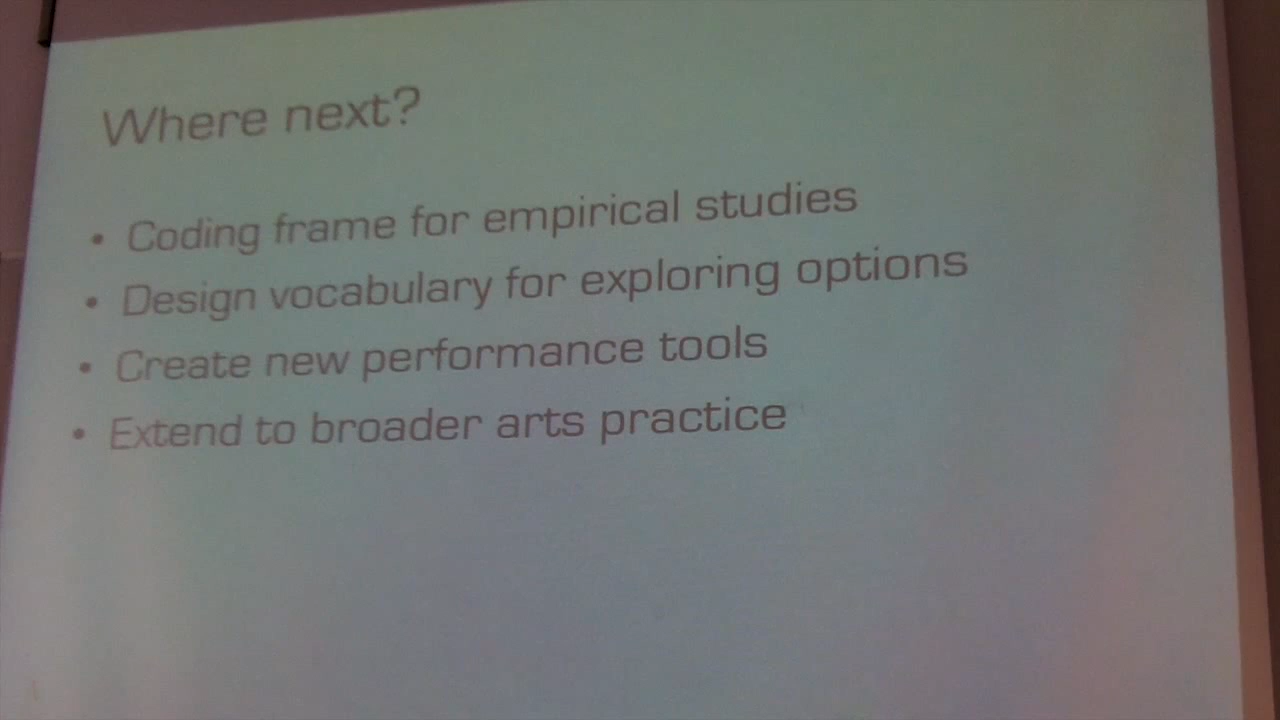 Where next?
• Coding frame for empirical studies
• Design vocabulary for exploring options
• Create new performance tools
• Extend to broader arts practice